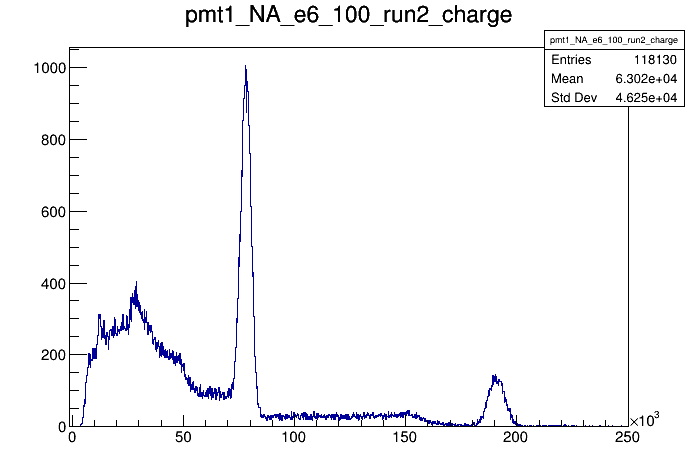 pmt1_NA_e6_100_run2_charge
pmt1_NA_e6_100_run2_charge
Entries 118130
Mean 6.302e+04
Std Dev 4.625e+04
1000
800
600
400
200
0
0 50 100 150 200 250
×10³